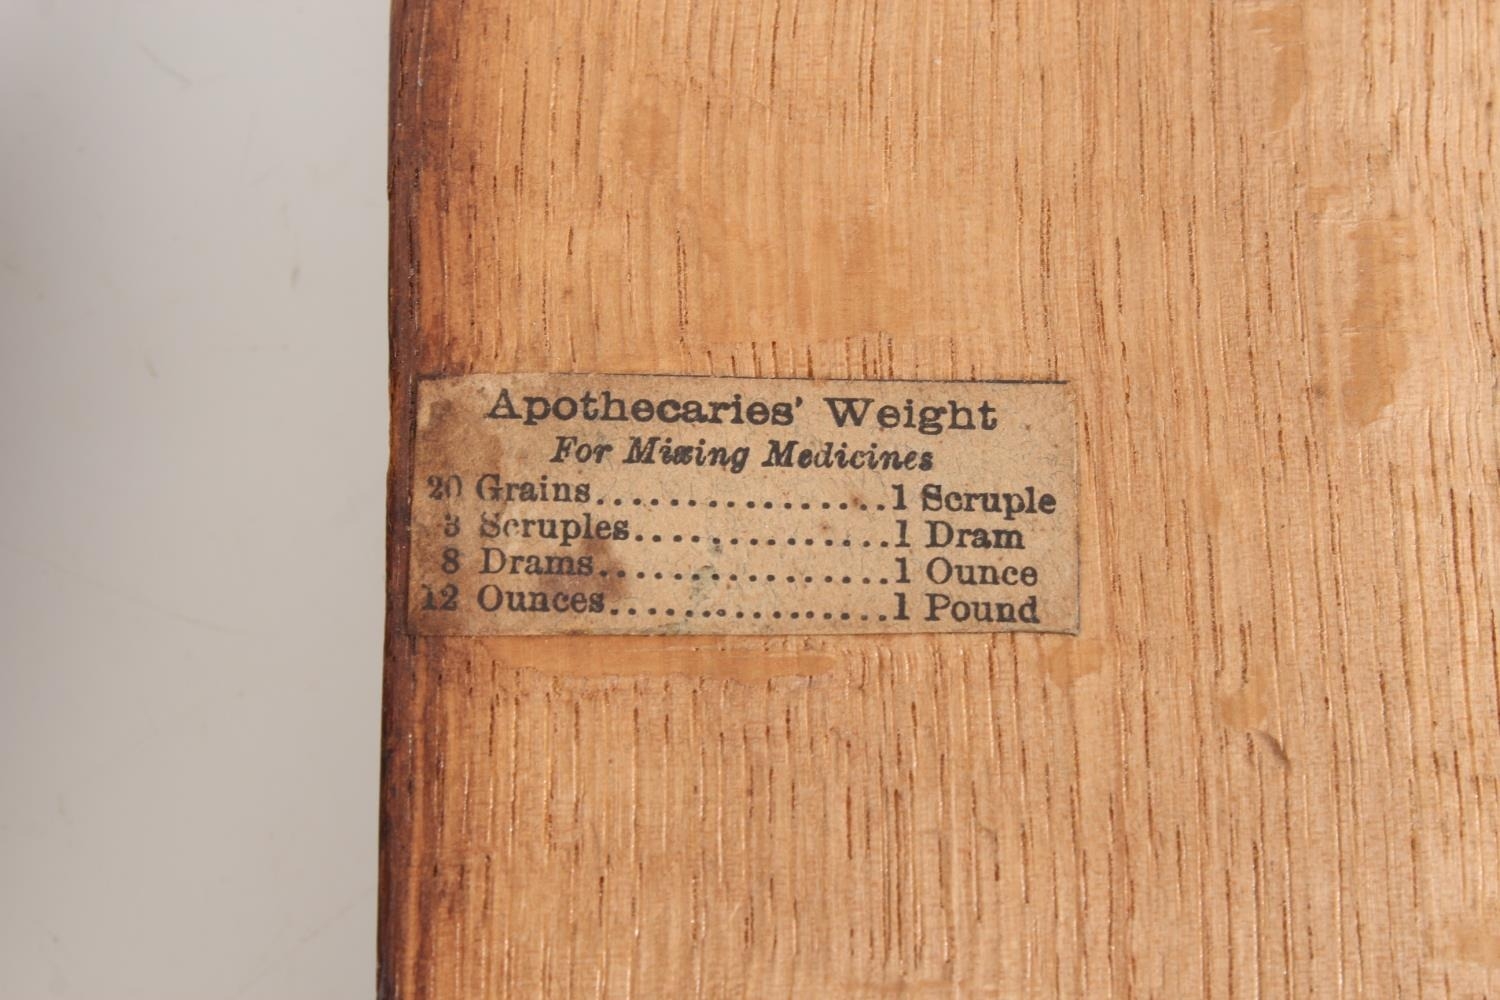 Apothecaries' Weight
For Mixing Medicines
20 Grains................1 Scruple
3 Scruples..............1 Dram
8 Drams................1 Ounce
12 Ounces...............1 Pound